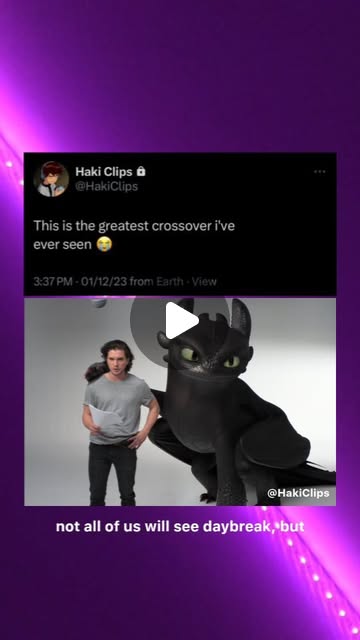 Haki Clips
@HakiClips
This is the greatest crossover i've
ever seen 😭
3:37 PM · 01/12/23 from Earth · View
@HakiClips
not all of us will see daybreak, but